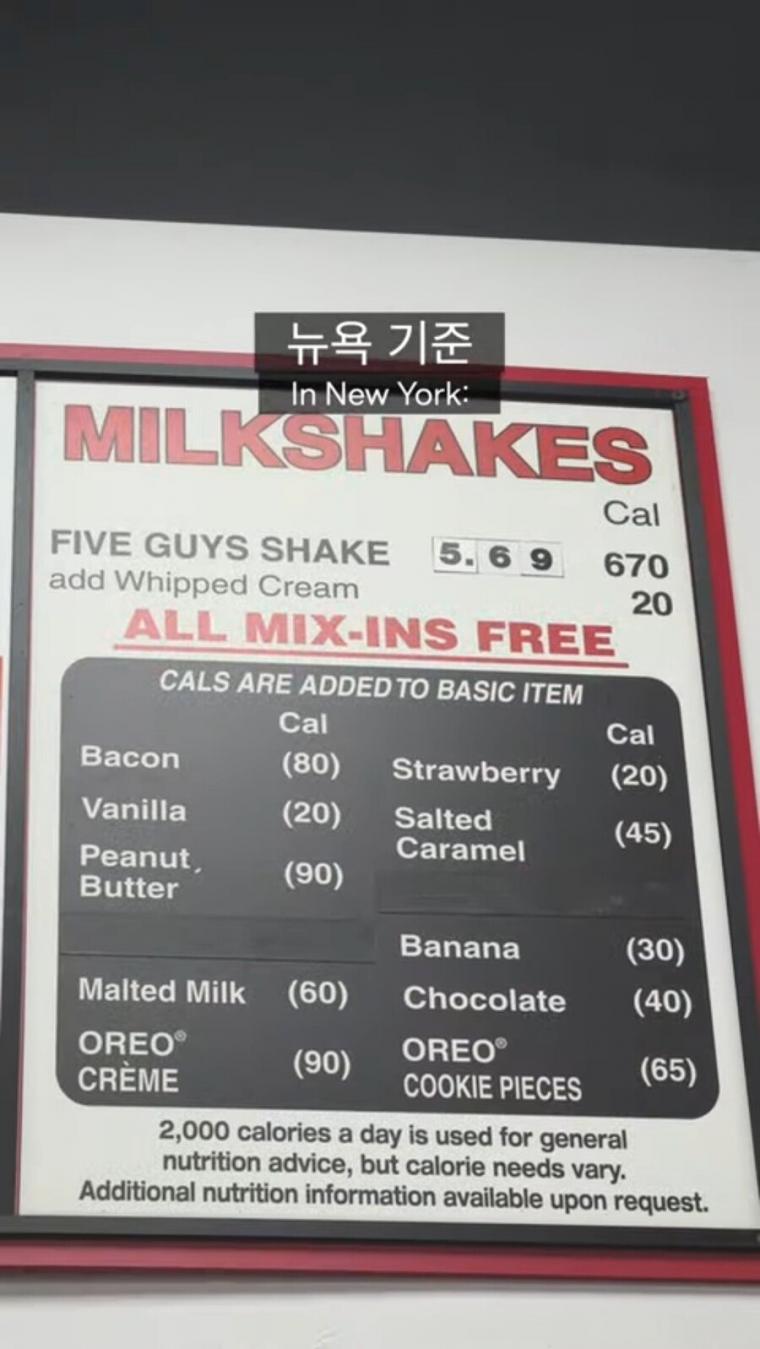 뉴욕 기준
In New York:
MILKSHAKES
Cal
FIVE GUYS SHAKE 5.69 670
add Whipped Cream 20
ALL MIX-INS FREE
CALS ARE ADDED TO BASIC ITEM
Cal Cal
Bacon (80) Strawberry (20)
Vanilla (20) Salted Caramel (45)
Peanut Butter (90)
Banana (30)
Malted Milk (60) Chocolate (40)
OREO® CRÈME (90) OREO® COOKIE PIECES (65)
2,000 calories a day is used for general
nutrition advice, but calorie needs vary.
Additional nutrition information available upon request.